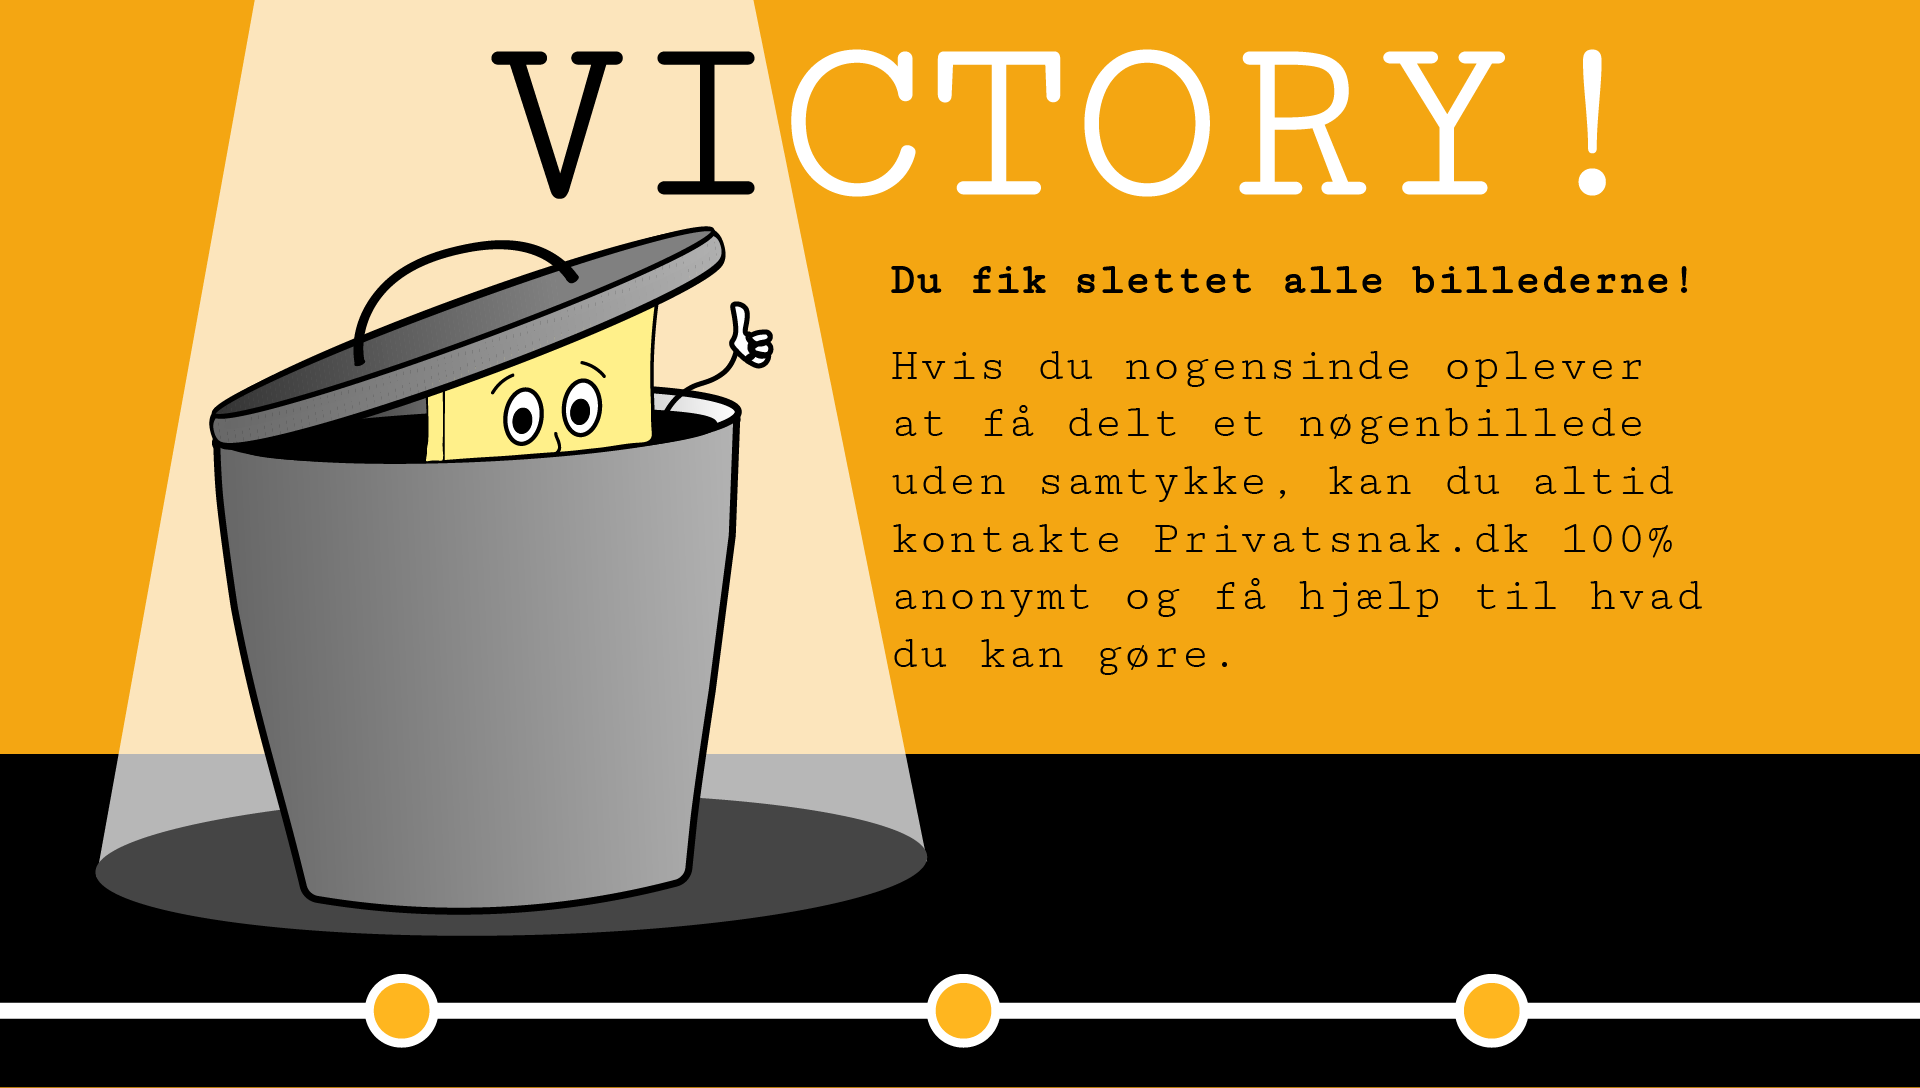 VICTORY!
Du fik slettet alle billederne!
Hvis du nogensinde oplever
at få delt et nøgenbillede
uden samtykke, kan du altid
kontakte Privatsnak.dk 100%
anonymt og få hjælp til hvad
du kan gøre.